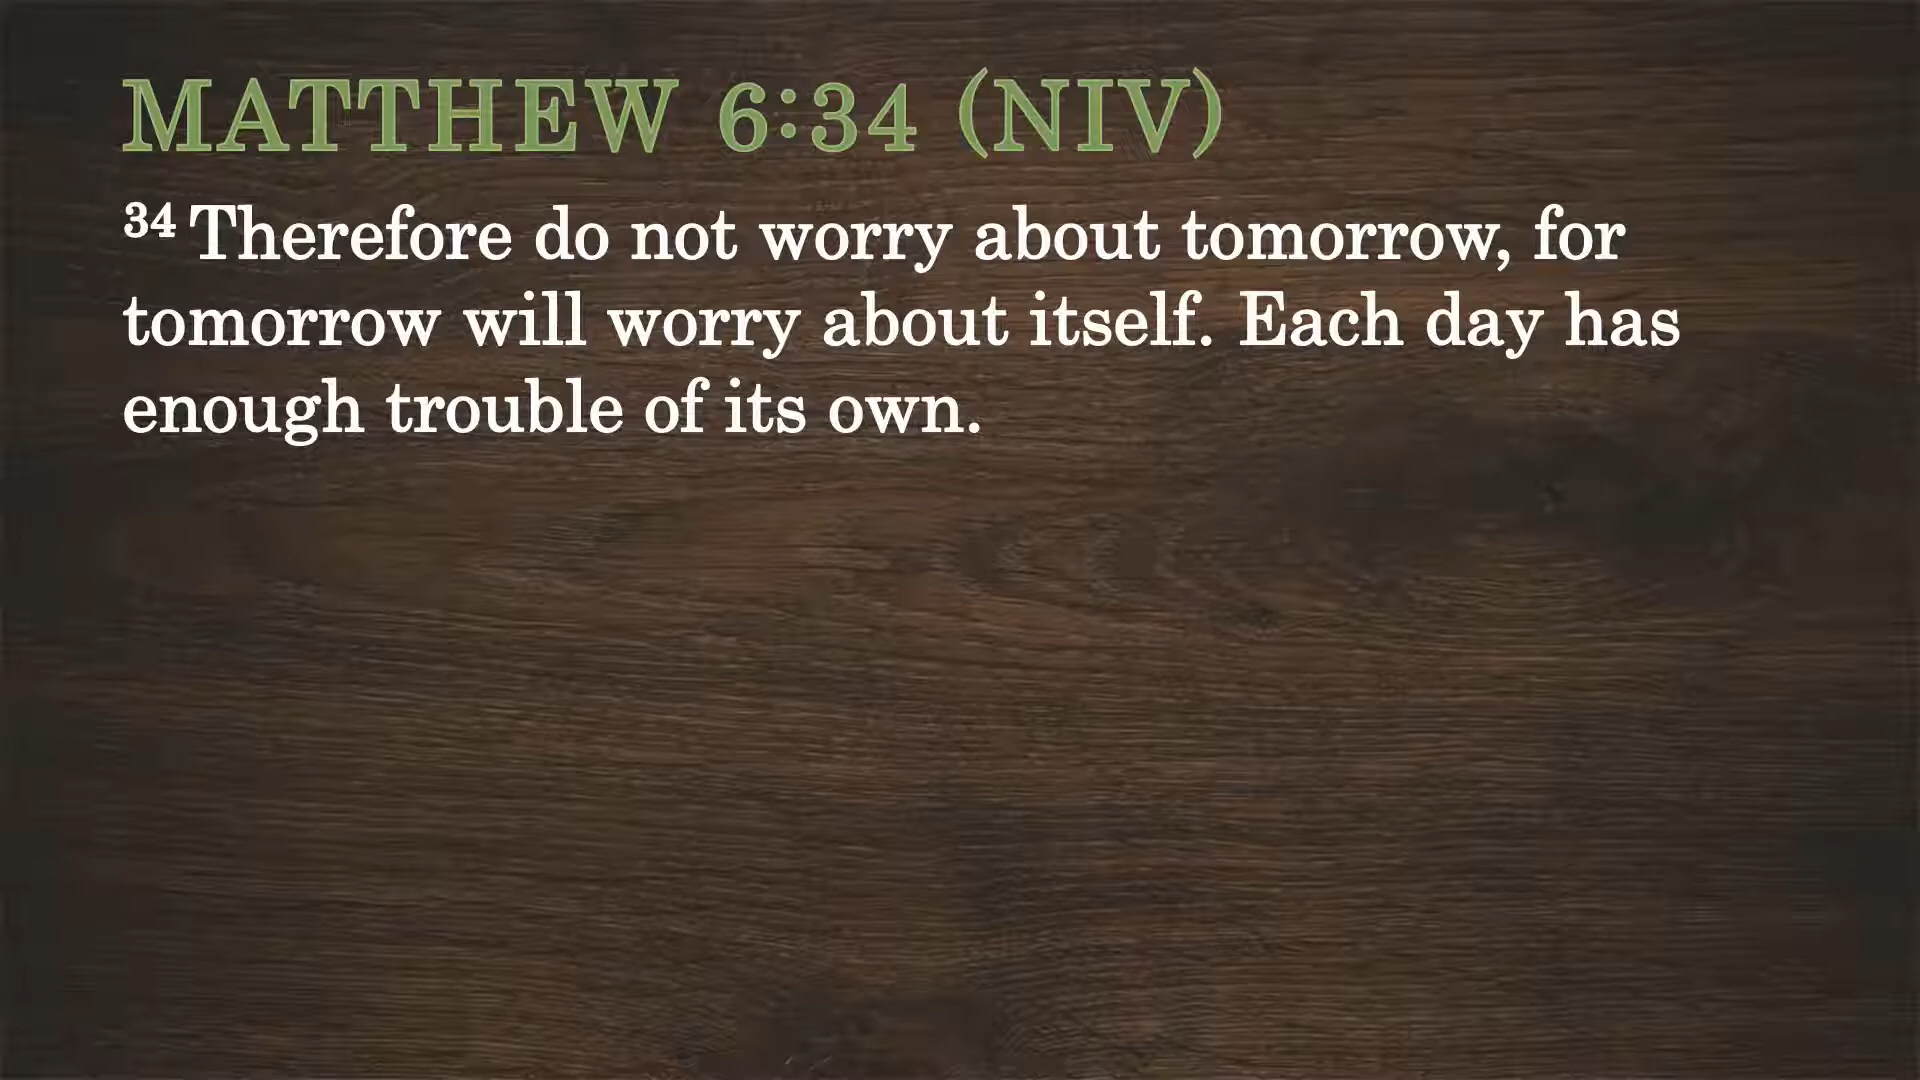 MATTHEW 6:34 (NIV)
34 Therefore do not worry about tomorrow, for
tomorrow will worry about itself. Each day has
enough trouble of its own.